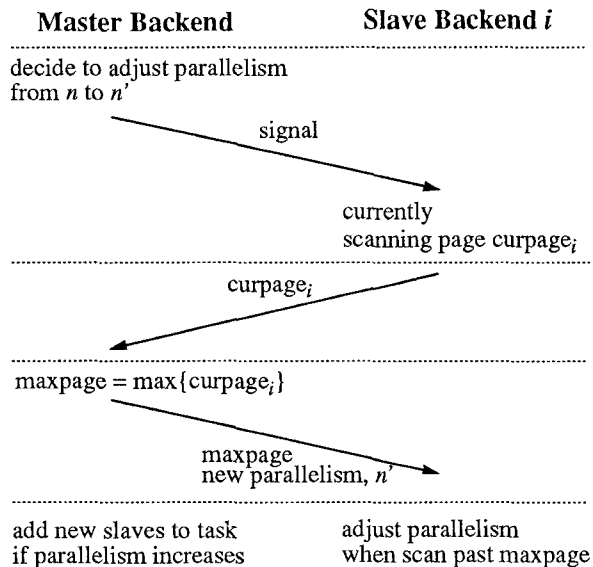 Master Backend Slave Backend i
decide to adjust parallelism
from n to n'
signal
currently
scanning page curpageᵢ
curpageᵢ
maxpage = max{curpageᵢ}
maxpage
new parallelism, n'
add new slaves to task
if parallelism increases
adjust parallelism
when scan past maxpage